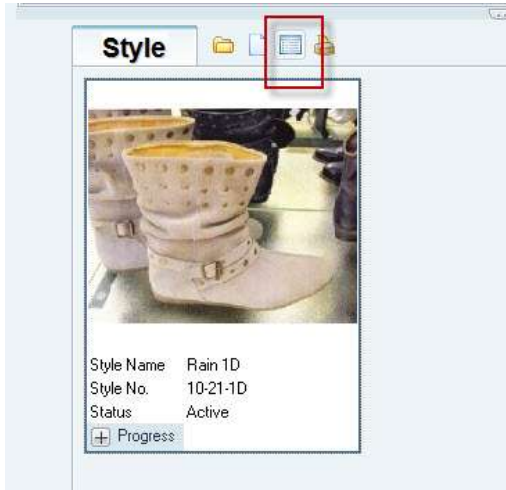 Style
Style Name Rain 1D
Style No. 10-21-1D
Status Active
Progress